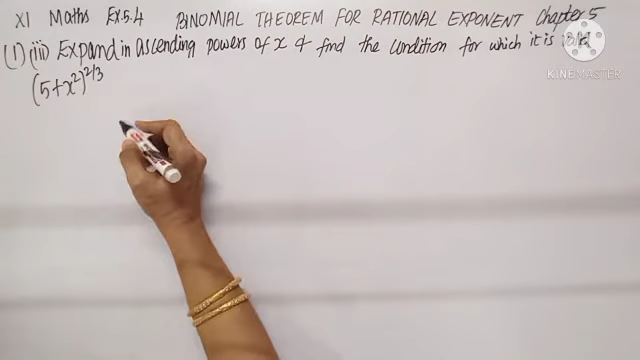 XI Maths Ex 5.4 BINOMIAL THEOREM FOR RATIONAL EXPONENT Chapter 5
(1) (iii) Expand in ascending powers of x & find the condition for which it is valid
(5+x²)^2/3
KINEMASTER